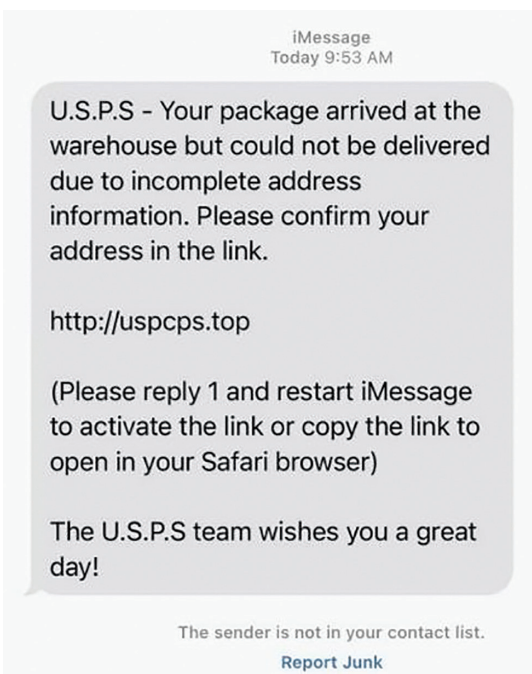 iMessage
Today 9:53 AM
U.S.P.S - Your package arrived at the
warehouse but could not be delivered
due to incomplete address
information. Please confirm your
address in the link.
http://uspcps.top
(Please reply 1 and restart iMessage
to activate the link or copy the link to
open in your Safari browser)
The U.S.P.S team wishes you a great
day!
The sender is not in your contact list.
Report Junk